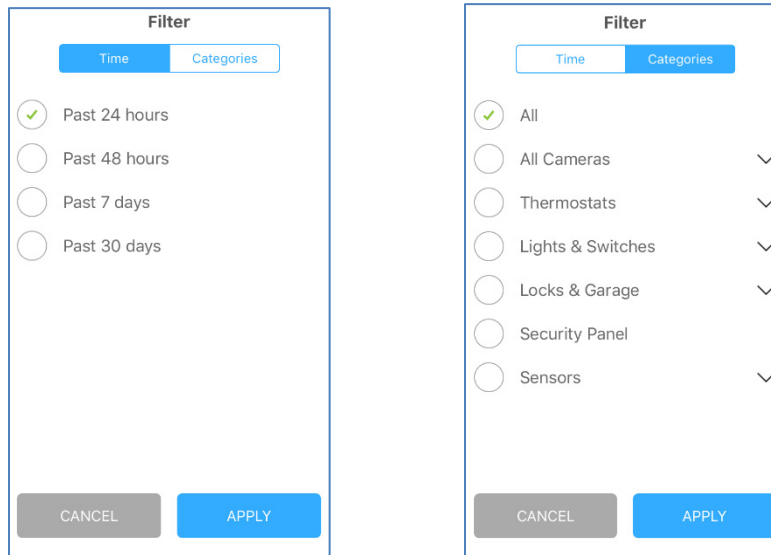 Filter
Time Categories
Past 24 hours
Past 48 hours
Past 7 days
Past 30 days
CANCEL APPLY
Filter
Time Categories
All
All Cameras
Thermostats
Lights & Switches
Locks & Garage
Security Panel
Sensors
CANCEL APPLY